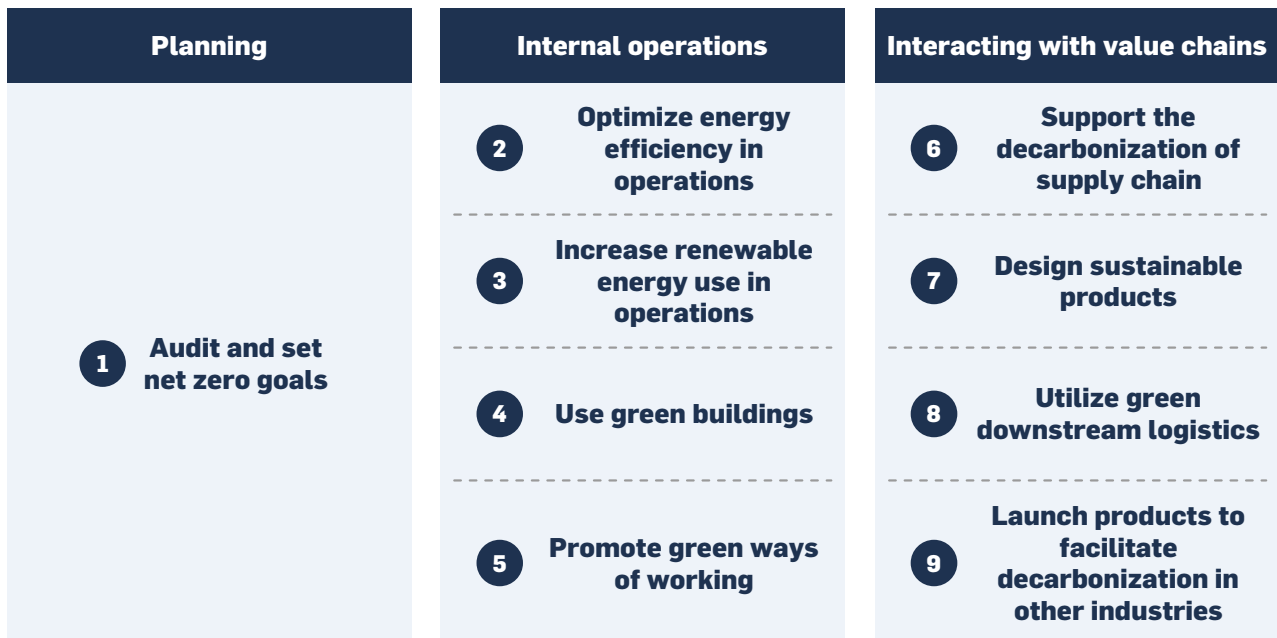 Planning
1
Audit and set
net zero goals
Internal operations
2
Optimize energy
efficiency in
operations
3
Increase renewable
energy use in
operations
4
Use green buildings
5
Promote green ways
of working
Interacting with value chains
6
Support the
decarbonization of
supply chain
7
Design sustainable
products
8
Utilize green
downstream logistics
9
Launch products to
facilitate
decarbonization in
other industries